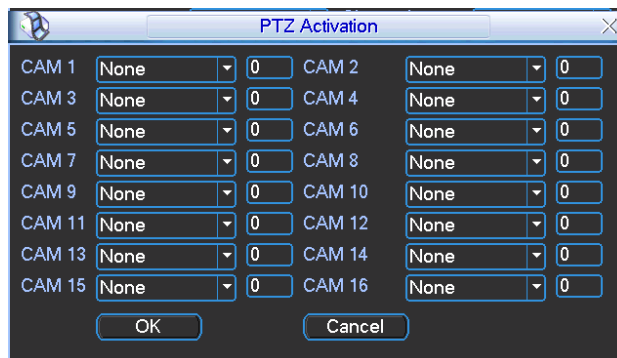 PTZ Activation
CAM 1 None 0 CAM 2 None 0
CAM 3 None 0 CAM 4 None 0
CAM 5 None 0 CAM 6 None 0
CAM 7 None 0 CAM 8 None 0
CAM 9 None 0 CAM 10 None 0
CAM 11 None 0 CAM 12 None 0
CAM 13 None 0 CAM 14 None 0
CAM 15 None 0 CAM 16 None 0
OK Cancel